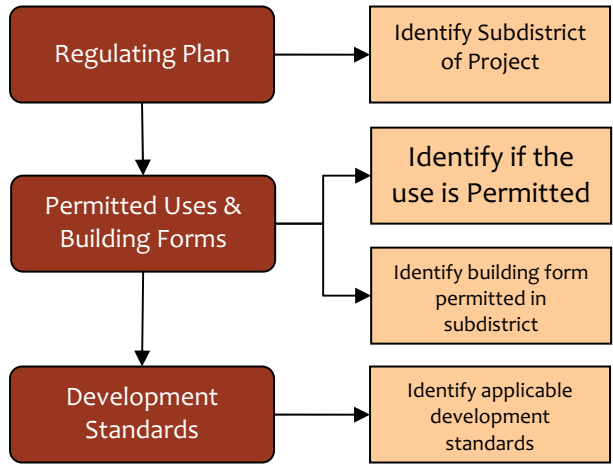 Regulating Plan
Identify Subdistrict
of Project
Permitted Uses &
Building Forms
Identify if the
use is Permitted
Identify building form
permitted in
subdistrict
Development
Standards
Identify applicable
development
standards